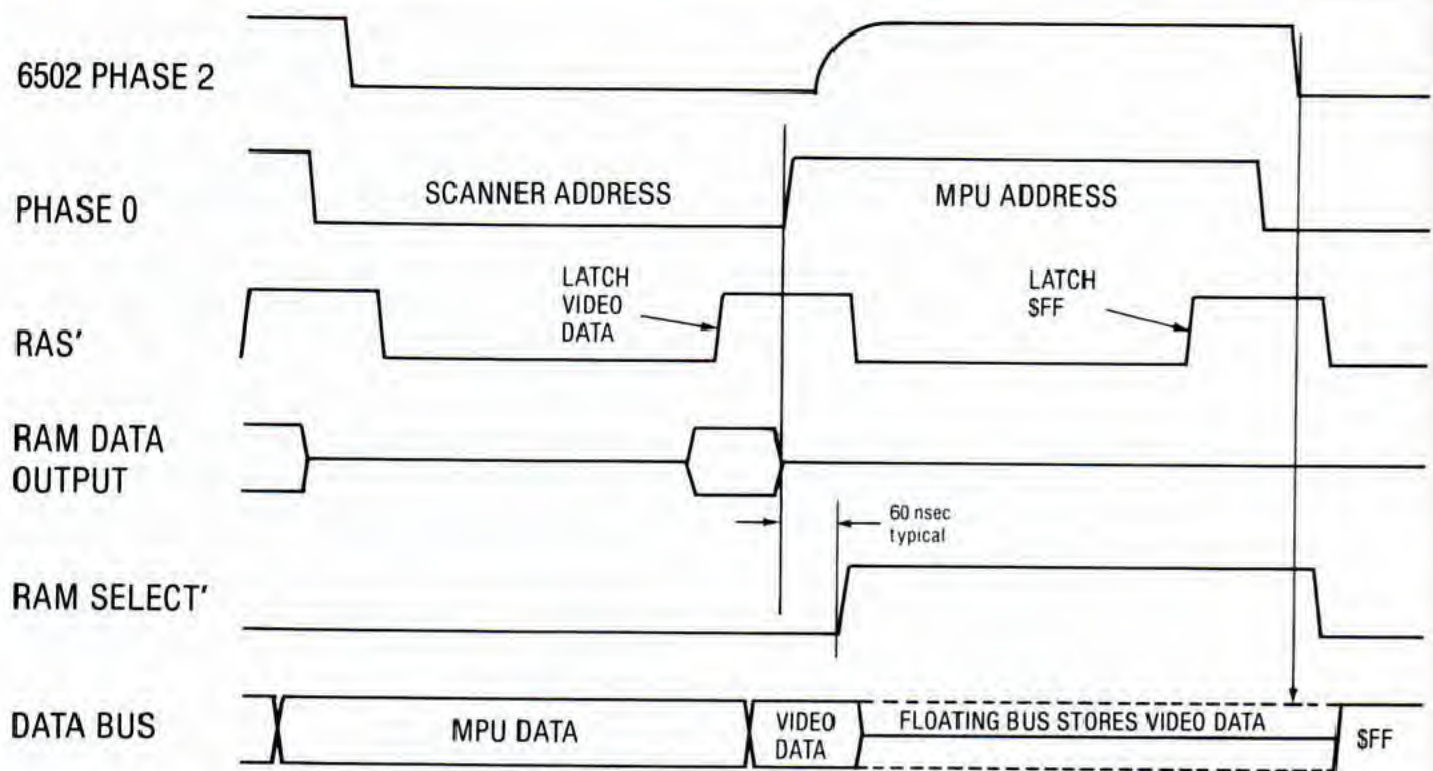 6502 PHASE 2
PHASE 0
SCANNER ADDRESS
MPU ADDRESS
RAS'
LATCH
VIDEO
DATA
LATCH
$FF
RAM DATA
OUTPUT
60 nsec
typical
RAM SELECT'
DATA BUS
MPU DATA
VIDEO
DATA
FLOATING BUS STORES VIDEO DATA
$FF